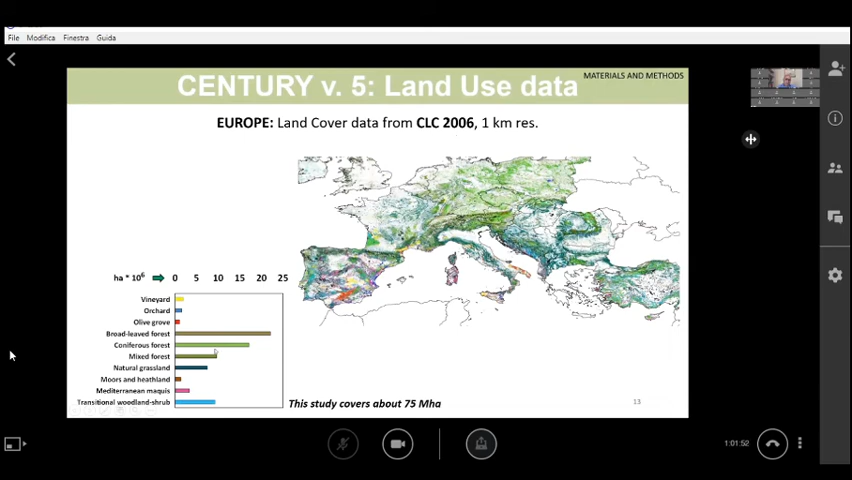 File Modifica Finestra Guida
CENTURY v. 5: Land Use data
MATERIALS AND METHODS
EUROPE: Land Cover data from CLC 2006, 1 km res.
ha * 10⁶ 0 5 10 15 20 25
Vineyard
Orchard
Olive grove
Broad-leaved forest
Coniferous forest
Mixed forest
Natural grassland
Moors and heathland
Mediterranean maquis
Transitional woodland-shrub
This study covers about 75 Mha
13
1:01:52